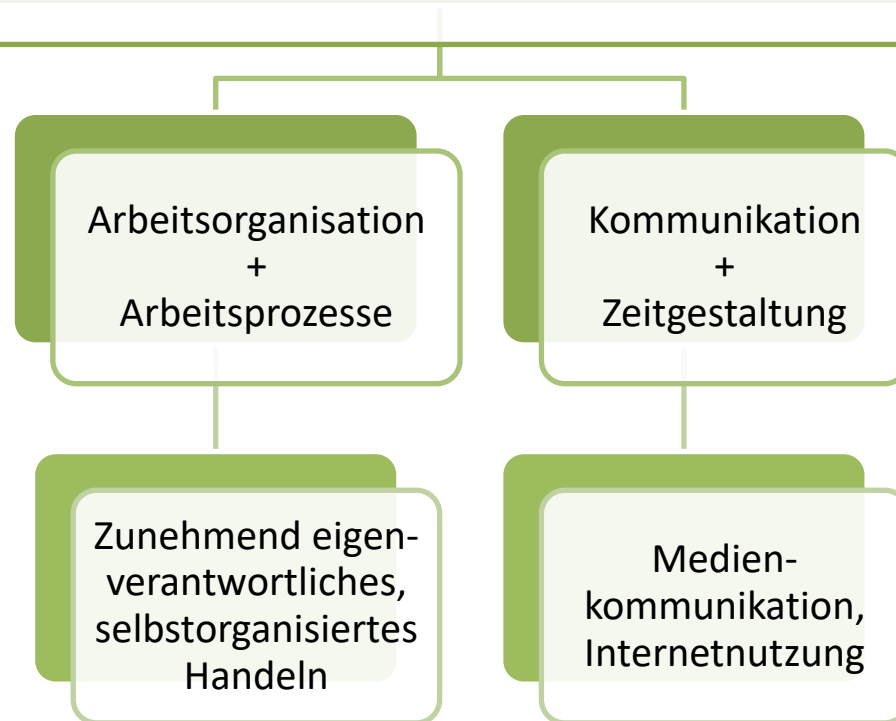 Arbeitsorganisation
+
Arbeitsprozesse
Kommunikation
+
Zeitgestaltung
Zunehmend eigen-
verantwortliches,
selbstorganisiertes
Handeln
Medien-
kommunikation,
Internetnutzung